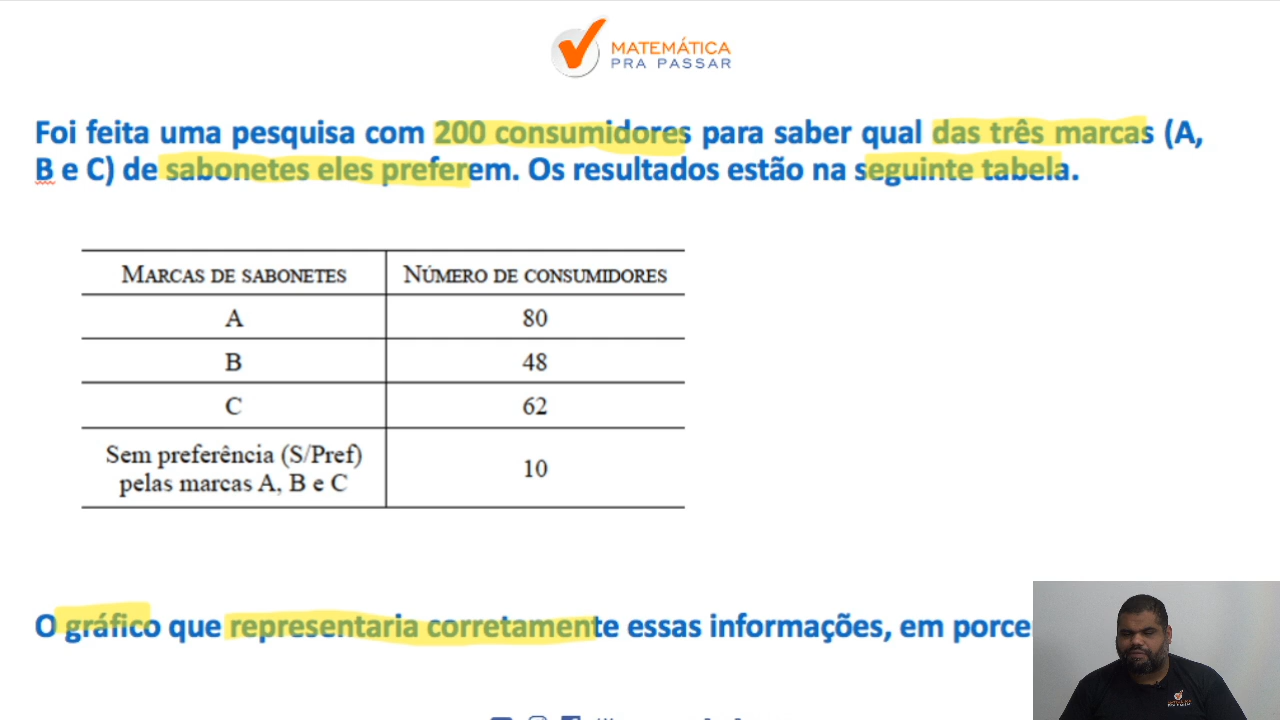 MATEMÁTICA
PRA PASSAR
Foi feita uma pesquisa com 200 consumidores para saber qual das três marcas (A,
B e C) de sabonetes eles preferem. Os resultados estão na seguinte tabela.
MARCAS DE SABONETES NÚMERO DE CONSUMIDORES
A 80
B 48
C 62
Sem preferência (S/Pref)
pelas marcas A, B e C 10
O gráfico que representaria corretamente essas informações, em